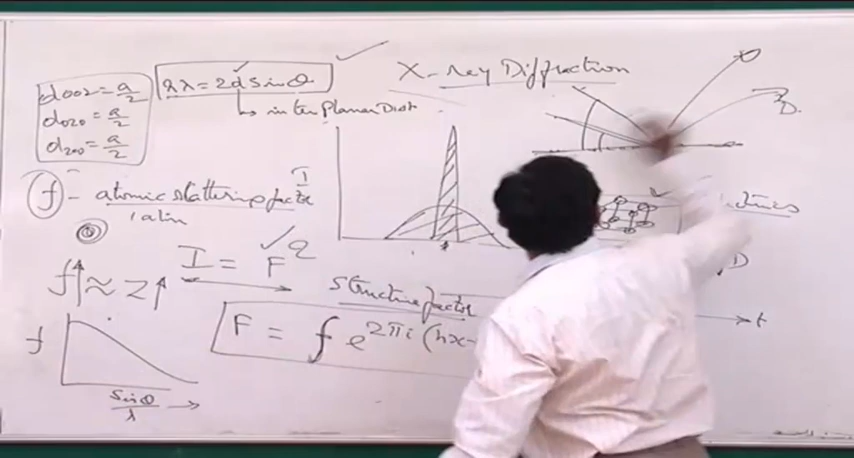 d002 = a/2
d020 = a/2
d200 = a/2
nλ = 2d sinθ
↳ inter planar Dist
X-ray Diffraction
D
f - atomic scattering factor
1 atom
I
I = F²
f↑ ≈ Z↑
Structure factor
F = f e^2πi (hx-
f
sinθ/λ →
D
t